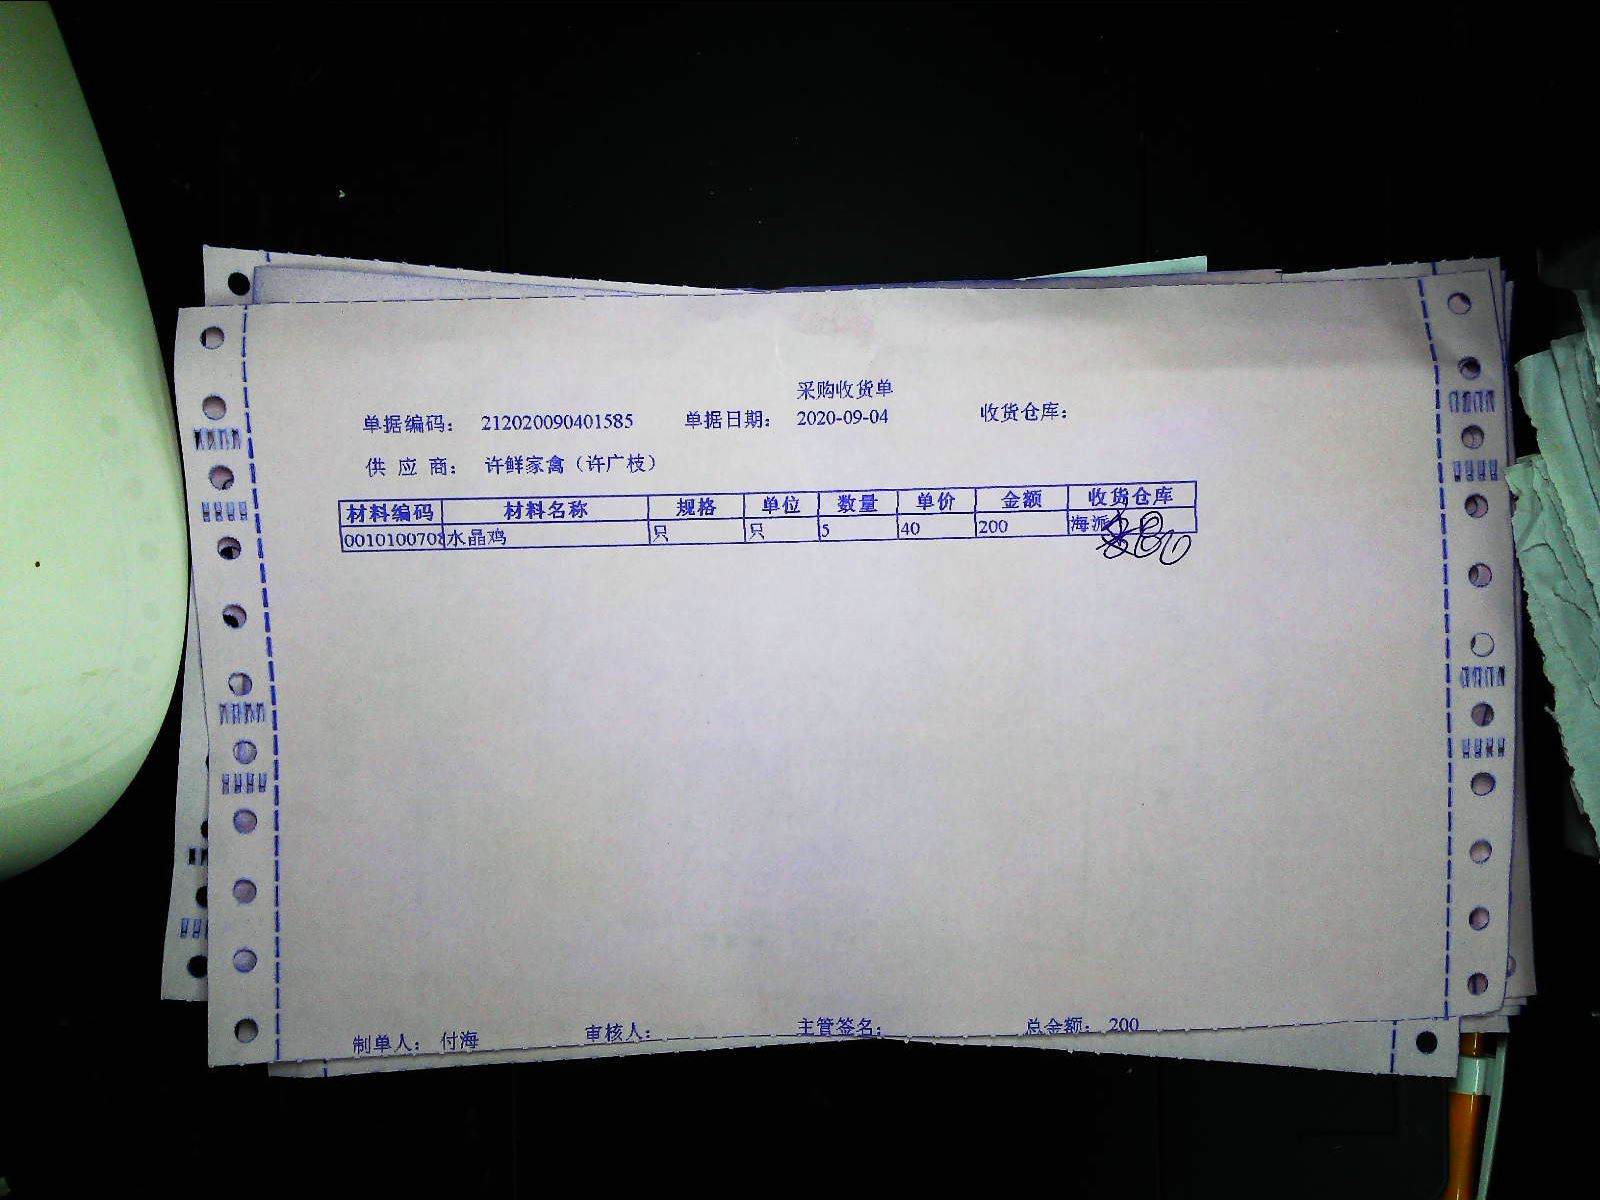 采购收货单
单据编码： 212020090401585 单据日期： 2020-09-04 收货仓库：
供 应 商： 许鲜家禽（许广枝）
材料编码 材料名称 规格 单位 数量 单价 金额 收货仓库
0010100708 水晶鸡 只 只 5 40 200 海派
制单人： 付海 审核人： 主管签名： 总金额： 200